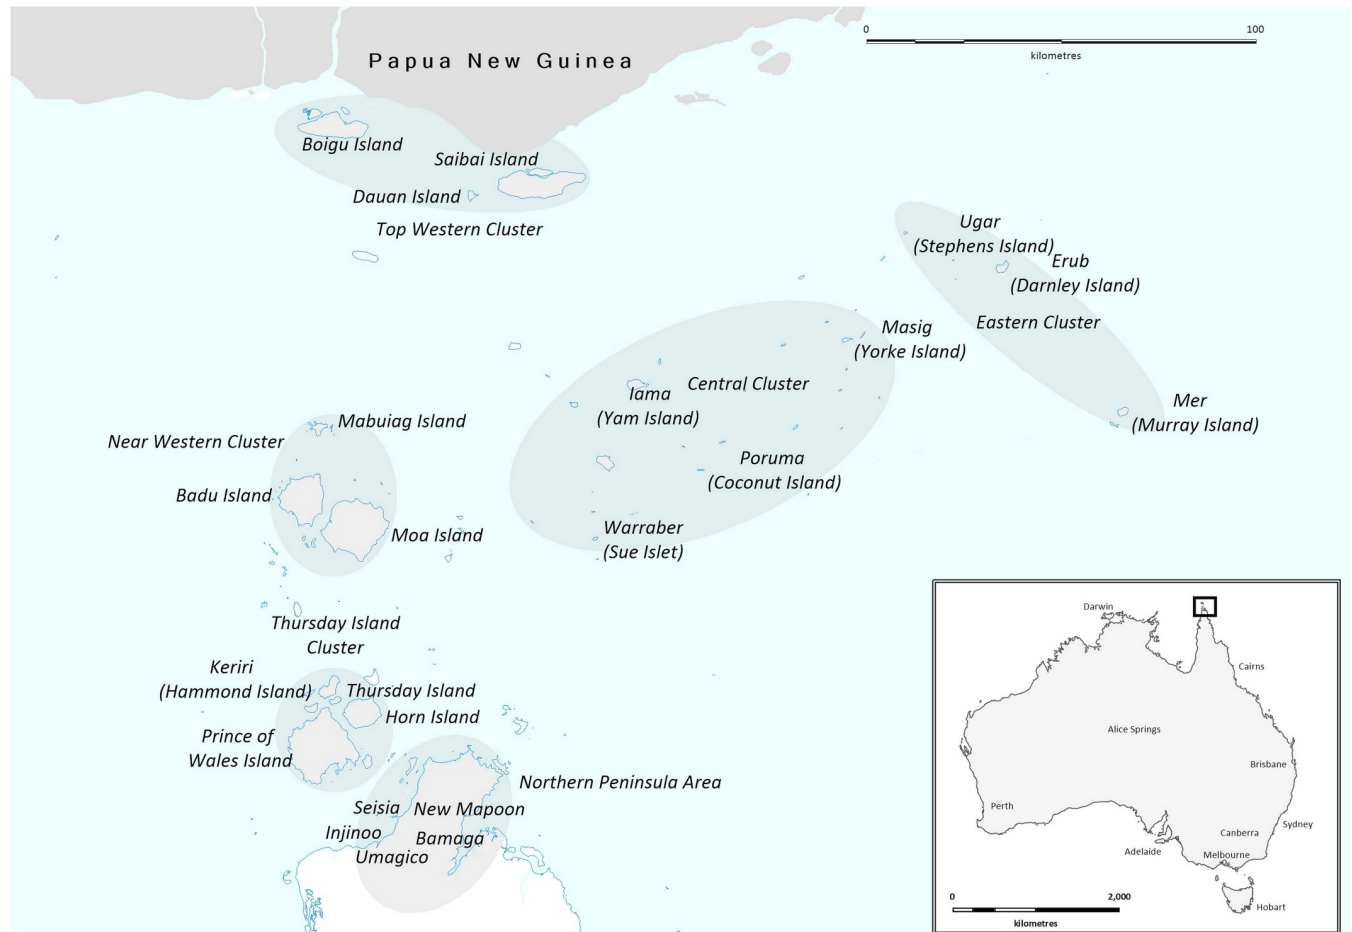 0 100
kilometres
Papua New Guinea
Boigu Island
Saibai Island
Dauan Island
Top Western Cluster
Ugar
(Stephens Island)
Erub
(Darnley Island)
Eastern Cluster
Masig
(Yorke Island)
Central Cluster
Iama
(Yam Island)
Mer
(Murray Island)
Mabuiag Island
Near Western Cluster
Poruma
(Coconut Island)
Badu Island
Moa Island
Warraber
(Sue Islet)
Thursday Island
Cluster
Keriri
(Hammond Island)
Thursday Island
Horn Island
Prince of
Wales Island
Northern Peninsula Area
Seisia
New Mapoon
Injinoo
Bamaga
Umagico
Darwin
Cairns
Alice Springs
Brisbane
Perth
Sydney
Canberra
Adelaide
Melbourne
Hobart
0 2,000
kilometres